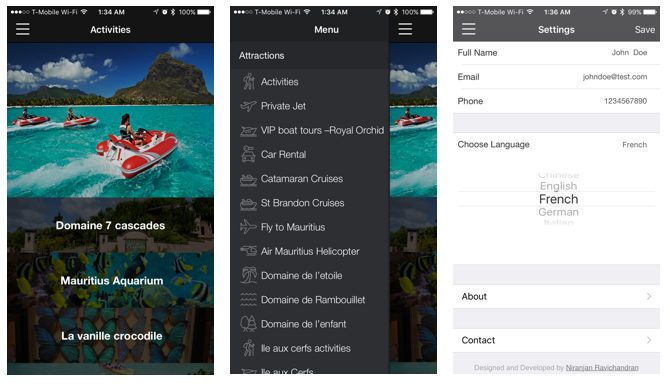 T-Mobile Wi-Fi 1:34 AM 100%
Activities
Domaine 7 cascades
Mauritius Aquarium
La vanille crocodile
T-Mobile Wi-Fi 1:34 AM 100%
Menu
Attractions
Activities
Private Jet
VIP boat tours –Royal Orchid
Car Rental
Catamaran Cruises
St Brandon Cruises
Fly to Mauritius
Air Mauritius Helicopter
Domaine de l'etoile
Domaine de Rambouillet
Domaine de l'enfant
Ile aux cerfs activities
Ile aux Cerfs
T-Mobile Wi-Fi 1:36 AM 99%
Settings Save
Full Name John Doe
Email johndoe@test.com
Phone 1234567890
Choose Language French
Chinese
English
French
German
Italian
About
Contact
Designed and Developed by Niranjan Ravichandran